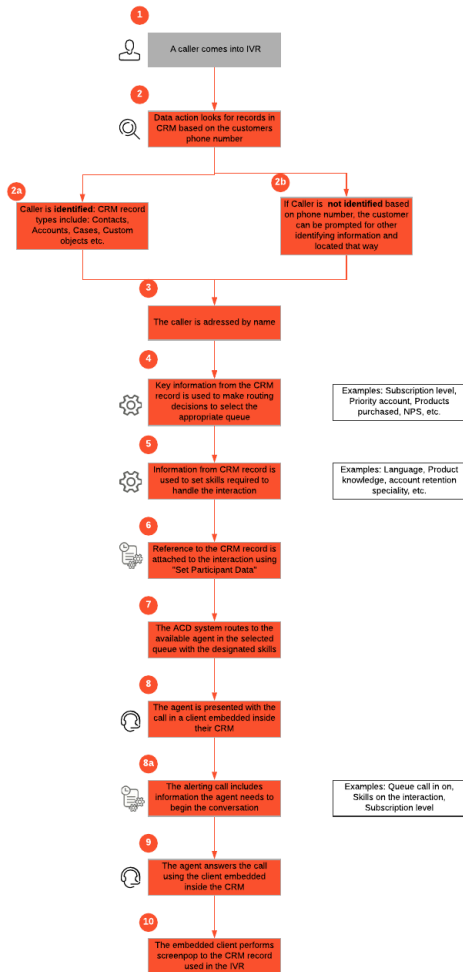 1
A caller comes into IVR
2
Data action looks for records in
CRM based on the customers
phone number
2a
Caller is identified: CRM record
types include: Contacts,
Accounts, Cases, Custom
objects etc.
2b
If Caller is not identified based
on phone number, the customer
can be prompted for other
identifying information and
located that way
3
The caller is adressed by name
4
Key information from the CRM
record is used to make routing
decisions to select the
appropriate queue
Examples: Subscription level,
Priority account, Products
purchased, NPS, etc.
5
Information from CRM record is
used to set skills required to
handle the interaction
Examples: Language, Product
knowledge, account retention
speciality, etc.
6
Reference to the CRM record is
attached to the interaction using
"Set Participant Data"
7
The ACD system routes to the
available agent in the selected
queue with the designated skills
8
The agent is presented with the
call in a client embedded inside
their CRM
8a
The alerting call includes
information the agent needs to
begin the conversation
Examples: Queue call in on,
Skills on the interaction,
Subscription level
9
The agent answers the call
using the client embedded
inside the CRM
10
The embedded client performs
screenpop to the CRM record
used in the IVR